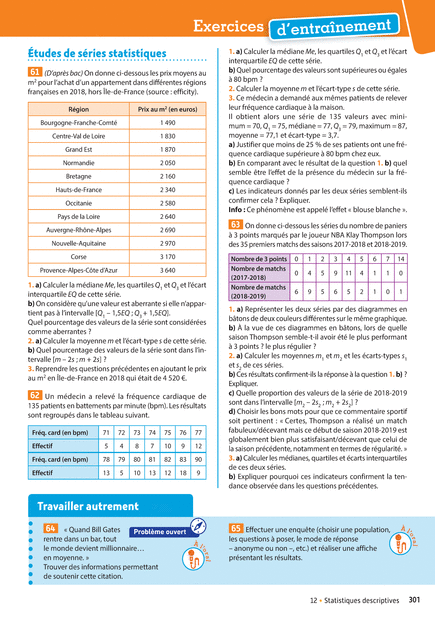 Exercices d'entraînement
Études de séries statistiques
61 (D'après bac) On donne ci-dessous les prix moyens au
m² pour l'achat d'un appartement dans différentes régions
françaises en 2018, hors Île-de-France (source : efficity).
Région Prix au m² (en euros)
Bourgogne-Franche-Comté 1 490
Centre-Val de Loire 1 830
Grand Est 1 870
Normandie 2 050
Bretagne 2 160
Hauts-de-France 2 340
Occitanie 2 580
Pays de la Loire 2 640
Auvergne-Rhône-Alpes 2 690
Nouvelle-Aquitaine 2 970
Corse 3 170
Provence-Alpes-Côte d'Azur 3 640
1. a) Calculer la médiane Me, les quartiles Q1 et Q3 et l'écart
interquartile EQ de cette série.
b) On considère qu'une valeur est aberrante si elle n'appar-
tient pas à l'intervalle [Q1 – 1,5EQ ; Q3 + 1,5EQ].
Quel pourcentage des valeurs de la série sont considérées
comme aberrantes ?
2. a) Calculer la moyenne m et l'écart-type s de cette série.
b) Quel pourcentage des valeurs de la série sont dans l'in-
tervalle [m – 2s ; m + 2s] ?
3. Reprendre les questions précédentes en ajoutant le prix
au m² en Île-de-France en 2018 qui était de 4 520 €.
62 Un médecin a relevé la fréquence cardiaque de
135 patients en battements par minute (bpm). Les résultats
sont regroupés dans le tableau suivant.
Fréq. card (en bpm) 71 72 73 74 75 76 77
Effectif 5 4 8 7 10 9 12
Fréq. card (en bpm) 78 79 80 81 82 83 90
Effectif 13 5 10 13 12 18 9
1. a) Calculer la médiane Me, les quartiles Q1 et Q3 et l'écart
interquartile EQ de cette série.
b) Quel pourcentage des valeurs sont supérieures ou égales
à 80 bpm ?
2. Calculer la moyenne m et l'écart-type s de cette série.
3. Ce médecin a demandé aux mêmes patients de relever
leur fréquence cardiaque à la maison.
Il obtient alors une série de 135 valeurs avec mini-
mum = 70, Q1 = 75, médiane = 77, Q3 = 79, maximum = 87,
moyenne = 77,1 et écart-type = 3,7.
a) Justifier que moins de 25 % de ses patients ont une fré-
quence cardiaque supérieure à 80 bpm chez eux.
b) En comparant avec le résultat de la question 1. b) quel
semble être l'effet de la présence du médecin sur la fré-
quence cardiaque ?
c) Les indicateurs donnés par les deux séries semblent-ils
confirmer cela ? Expliquer.
Info : Ce phénomène est appelé l'effet « blouse blanche ».
63 On donne ci-dessous les séries du nombre de paniers
à 3 points marqués par le joueur NBA Klay Thompson lors
des 35 premiers matchs des saisons 2017-2018 et 2018-2019.
Nombre de 3 points 0 1 2 3 4 5 6 7 14
Nombre de matchs (2017-2018) 0 4 5 9 11 4 1 1 0
Nombre de matchs (2018-2019) 6 9 5 6 5 2 1 0 1
1. a) Représenter les deux séries par des diagrammes en
bâtons de deux couleurs différentes sur le même graphique.
b) À la vue de ces diagrammes en bâtons, lors de quelle
saison Thompson semble-t-il avoir été le plus performant
à 3 points ? le plus régulier ?
2. a) Calculer les moyennes m1 et m2 et les écarts-types s1
et s2 de ces séries.
b) Ces résultats confirment-ils la réponse à la question 1. b) ?
Expliquer.
c) Quelle proportion des valeurs de la série de 2018-2019
sont dans l'intervalle [m2 – 2s2 ; m2 + 2s2] ?
d) Choisir les bons mots pour que ce commentaire sportif
soit pertinent : « Certes, Thompson a réalisé un match
fabuleux/décevant mais ce début de saison 2018-2019 est
globalement bien plus satisfaisant/décevant que celui de
la saison précédente, notamment en termes de régularité. »
3. a) Calculer les médianes, quartiles et écarts interquartiles
de ces deux séries.
b) Expliquer pourquoi ces indicateurs confirment la ten-
dance observée dans les questions précédentes.
Travailler autrement
64 « Quand Bill Gates
rentre dans un bar, tout
le monde devient millionnaire…
en moyenne. »
Trouver des informations permettant
de soutenir cette citation.
Problème ouvert
À l'oral
65 Effectuer une enquête (choisir une population,
les questions à poser, le mode de réponse
– anonyme ou non –, etc.) et réaliser une affiche
présentant les résultats.
À l'oral
12 • Statistiques descriptives 301